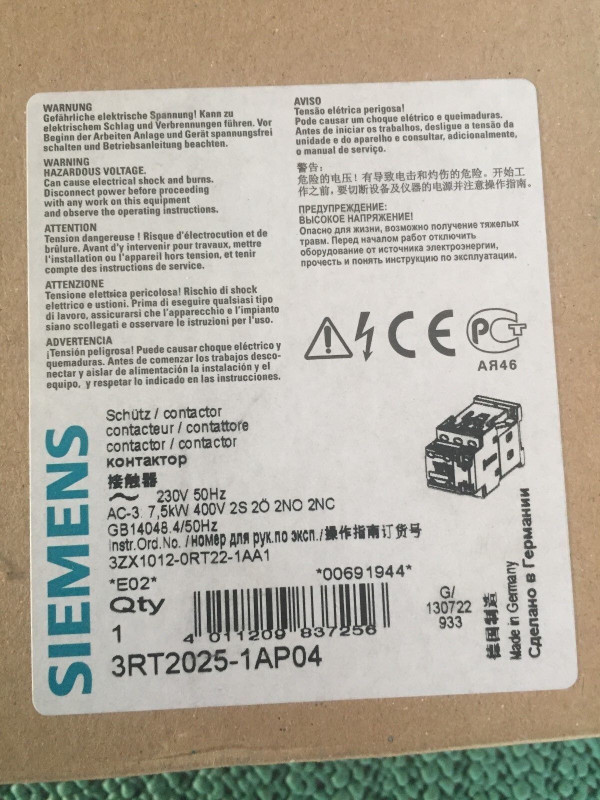 WARNUNG
Gefährliche elektrische Spannung! Kann zu
elektrischem Schlag und Verbrennungen führen. Vor
Beginn der Arbeiten Anlage und Gerät spannungsfrei
schalten und Betriebsanleitung beachten.
WARNING
HAZARDOUS VOLTAGE.
Can cause electrical shock and burns.
Disconnect power before proceeding
with any work on this equipment
and observe the operating instructions.
ATTENTION
Tension dangereuse ! Risque d'électrocution et de
brûlure. Avant d'y intervenir pour travaux, mettre
l'installation ou l'appareil hors tension, et tenir
compte des instructions de service.
ATTENZIONE
Tensione elettrica pericolosa! Rischio di shock
elettrico e ustioni. Prima di eseguire qualsiasi tipo
di lavoro, assicurarsi che l'apparecchio e l'impianto
siano scollegati e osservare le istruzioni per l'uso.
ADVERTENCIA
¡Tensión peligrosa! Puede causar choque eléctrico y
quemaduras. Antes de comenzar los trabajos desco-
nectar y aislar de alimentación la instalación y el
equipo, y respetar lo indicado en las instrucciones.
AVISO
Tensão elétrica perigosa!
Pode causar um choque elétrico e queimaduras.
Antes de iniciar os trabalhos, desligue a tensão da
unidade e do aparelho e consultar, adicionalmente,
o manual de serviço.
警告:
危险的电压! 有导致电击和灼伤的危险。开始工
作之前,要切断设备及仪器的电源并注意操作指南。
ПРЕДУПРЕЖДЕНИЕ:
ВЫСОКОЕ НАПРЯЖЕНИЕ!
Опасно для жизни, возможно получение тяжелых
травм. Перед началом работ отключить
оборудование от источника электроэнергии,
прочесть и понять инструкцию по эксплуатации.
CE
РСТ
АЯ46
SIEMENS
Schütz / contactor
contacteur / contattore
contactor / contactor
контактор
接触器
~ 230V 50Hz
AC-3 7,5kW 400V 2S 2Ö 2NO 2NC
GB14048.4/50Hz
Instr.Ord.No. /номер для рук.по эксп./操作指南订货号
3ZX1012-0RT22-1AA1
*E02*
*00691944*
Qty
1
4 011209 837256
3RT2025-1AP04
G/
130722
933
德国制造
Made in Germany
Сделано в Германии